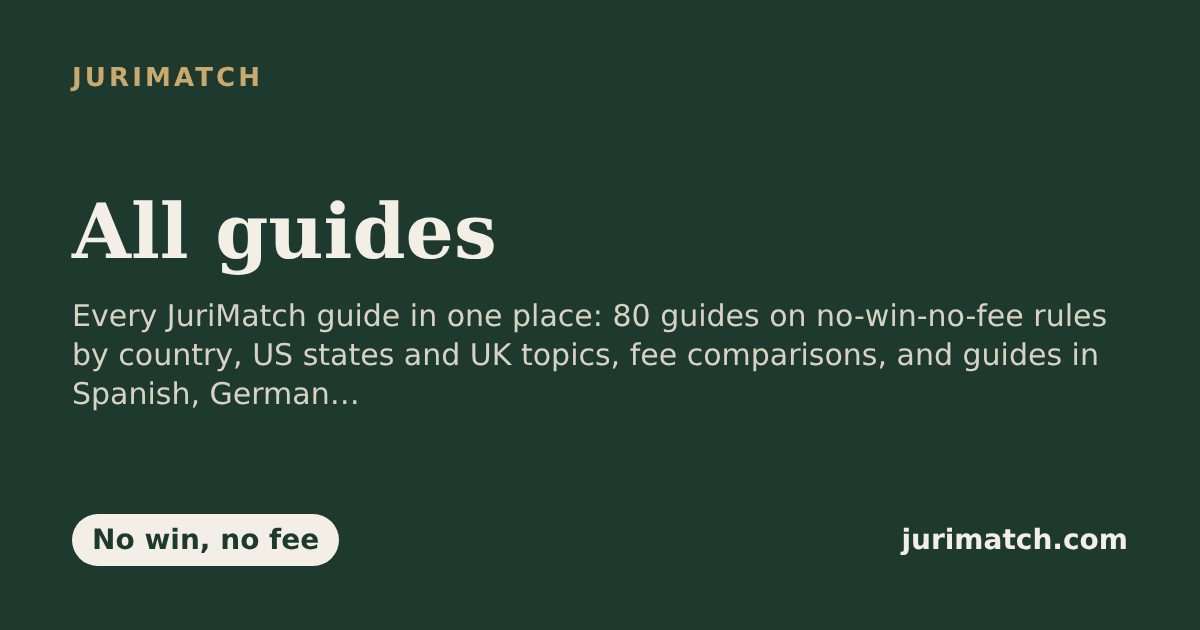 JURIMATCH
All guides
Every JuriMatch guide in one place: 80 guides on no-win-no-fee rules
by country, US states and UK topics, fee comparisons, and guides in
Spanish, German…
No win, no fee
jurimatch.com